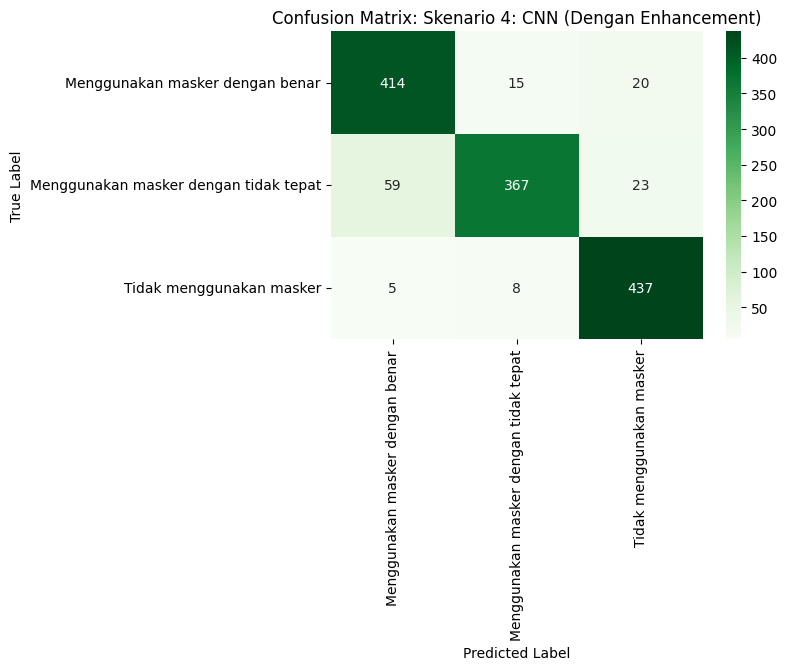 Confusion Matrix: Skenario 4: CNN (Dengan Enhancement)
True Label
Menggunakan masker dengan benar
414 15 20
Menggunakan masker dengan tidak tepat
59 367 23
Tidak menggunakan masker
5 8 437
400
350
300
250
200
150
100
50
Menggunakan masker dengan benar
Menggunakan masker dengan tidak tepat
Tidak menggunakan masker
Predicted Label